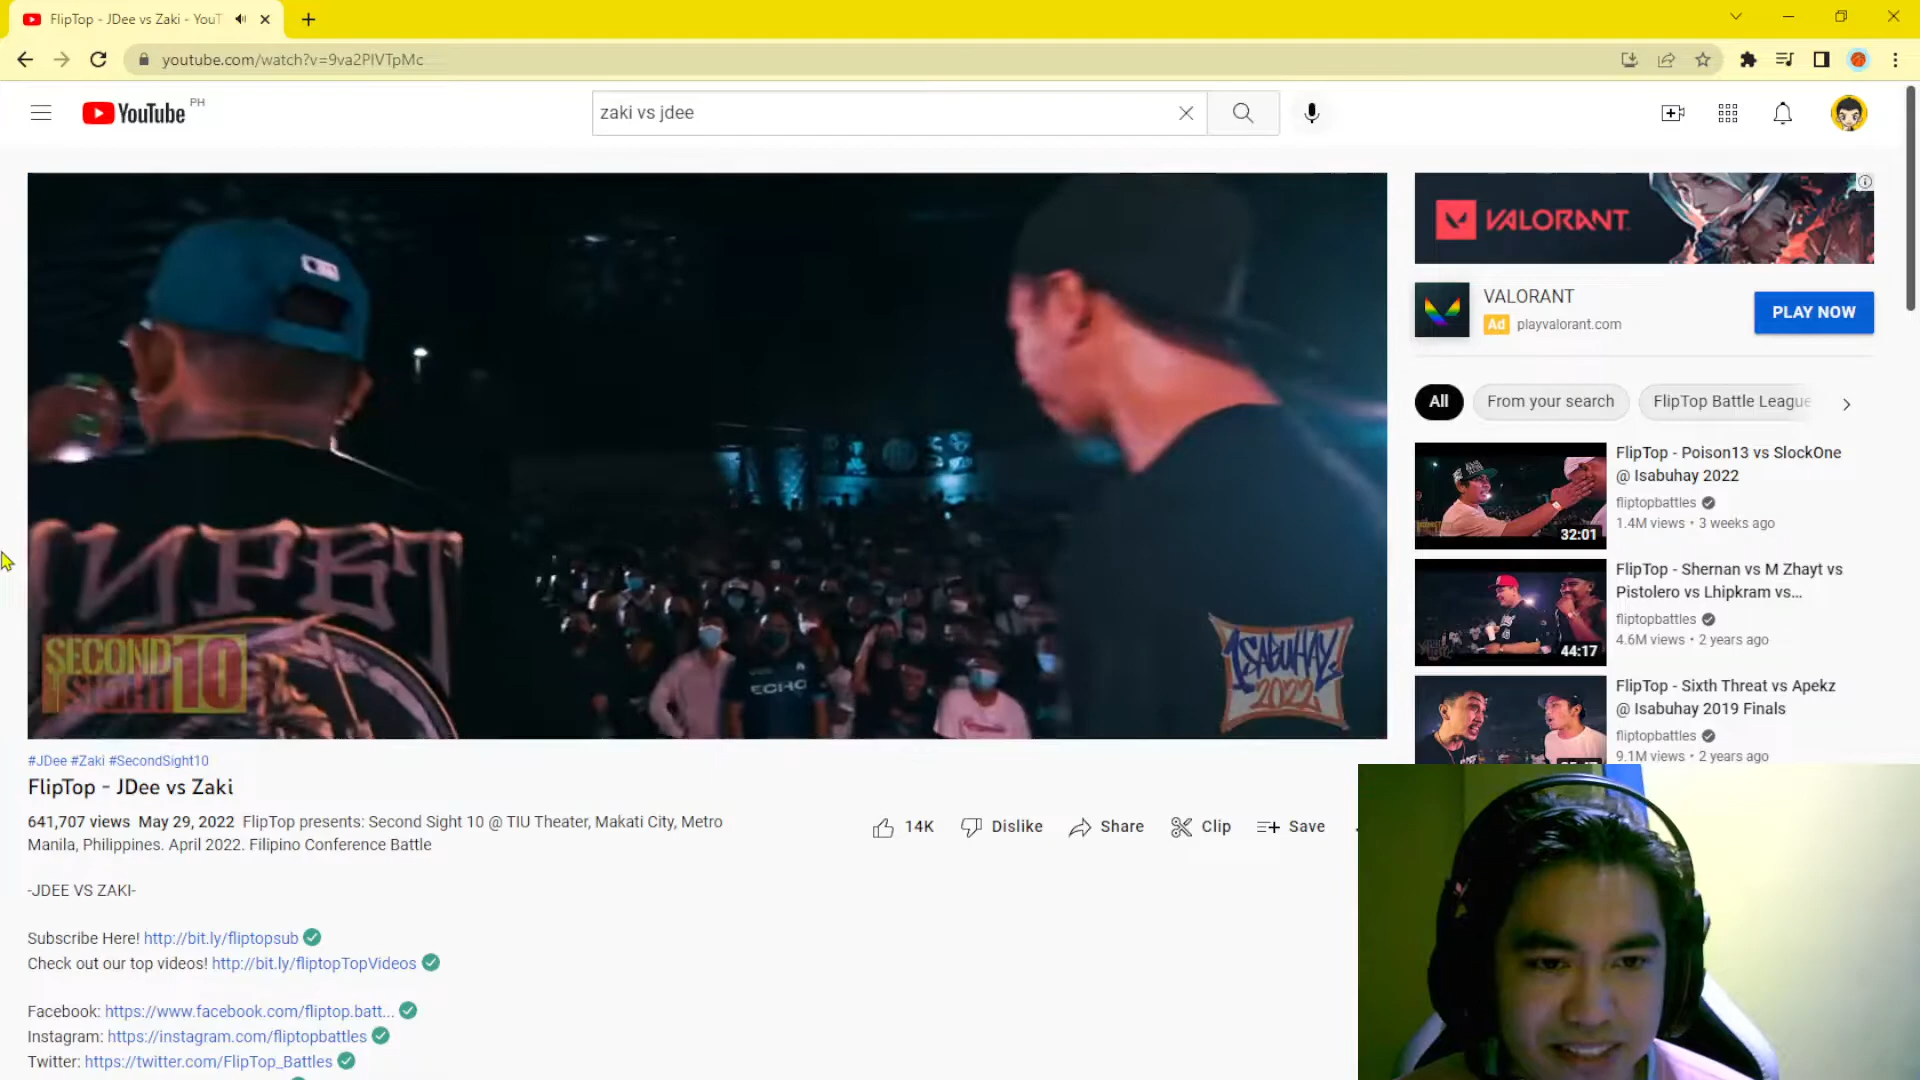 FlipTop - JDee vs Zaki - YouT
youtube.com/watch?v=9va2PIVTpMc
YouTube PH
zaki vs jdee
ECHO
SECOND SIGHT 10
ISABUHAY 2022
#JDee #Zaki #SecondSight10
FlipTop - JDee vs Zaki
641,707 views May 29, 2022 FlipTop presents: Second Sight 10 @ TIU Theater, Makati City, Metro
Manila, Philippines. April 2022. Filipino Conference Battle
14K Dislike Share Clip Save
-JDEE VS ZAKI-
Subscribe Here! http://bit.ly/fliptopsub
Check out our top videos! http://bit.ly/fliptopTopVideos
Facebook: https://www.facebook.com/fliptop.batt...
Instagram: https://instagram.com/fliptopbattles
Twitter: https://twitter.com/FlipTop_Battles
VALORANT
VALORANT
Ad playvalorant.com
PLAY NOW
All From your search FlipTop Battle League
FlipTop - Poison13 vs SlockOne
@ Isabuhay 2022
fliptopbattles
1.4M views • 3 weeks ago
32:01
FlipTop - Shernan vs M Zhayt vs
Pistolero vs Lhipkram vs...
fliptopbattles
4.6M views • 2 years ago
44:17
FlipTop - Sixth Threat vs Apekz
@ Isabuhay 2019 Finals
fliptopbattles
9.1M views • 2 years ago